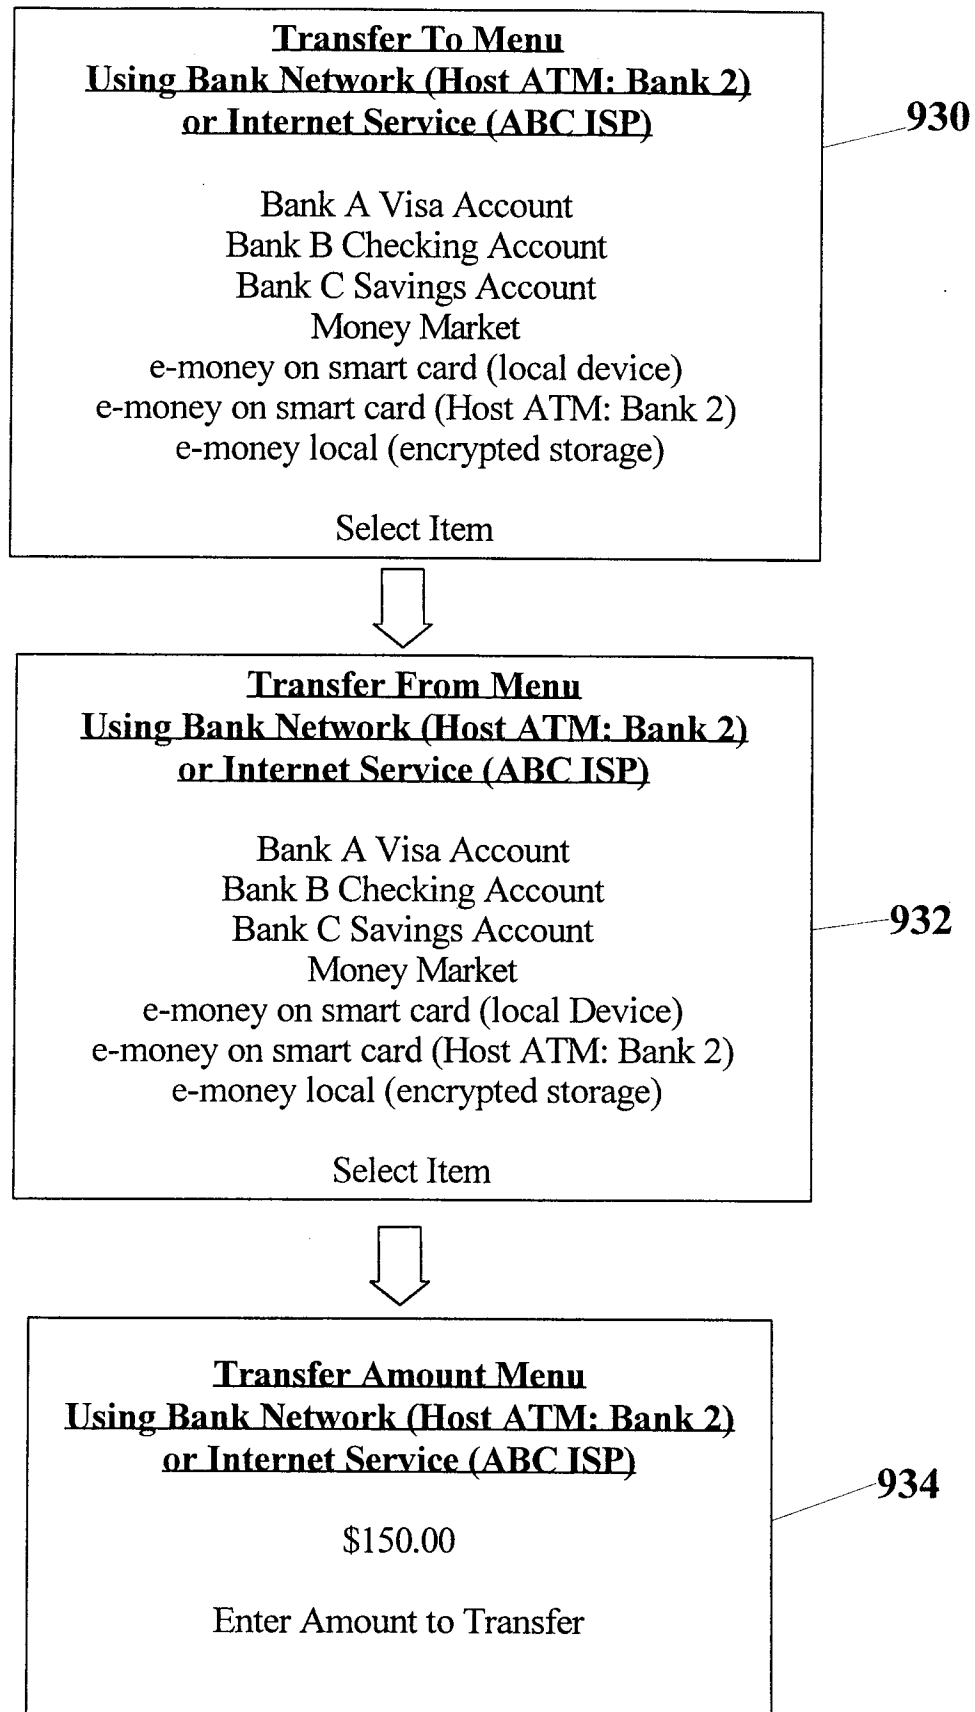 Transfer To Menu
Using Bank Network (Host ATM: Bank 2)
or Internet Service (ABC ISP)
930
Bank A Visa Account
Bank B Checking Account
Bank C Savings Account
Money Market
e-money on smart card (local device)
e-money on smart card (Host ATM: Bank 2)
e-money local (encrypted storage)
Select Item
Transfer From Menu
Using Bank Network (Host ATM: Bank 2)
or Internet Service (ABC ISP)
Bank A Visa Account
Bank B Checking Account
Bank C Savings Account
932
Money Market
e-money on smart card (local Device)
e-money on smart card (Host ATM: Bank 2)
e-money local (encrypted storage)
Select Item
Transfer Amount Menu
Using Bank Network (Host ATM: Bank 2)
or Internet Service (ABC ISP)
934
$150.00
Enter Amount to Transfer